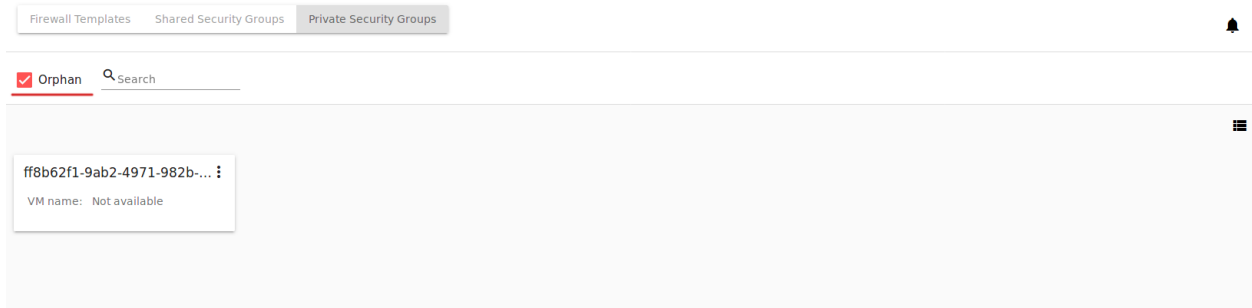 Firewall Templates Shared Security Groups Private Security Groups
Orphan Search
ff8b62f1-9ab2-4971-982b-...
VM name: Not available